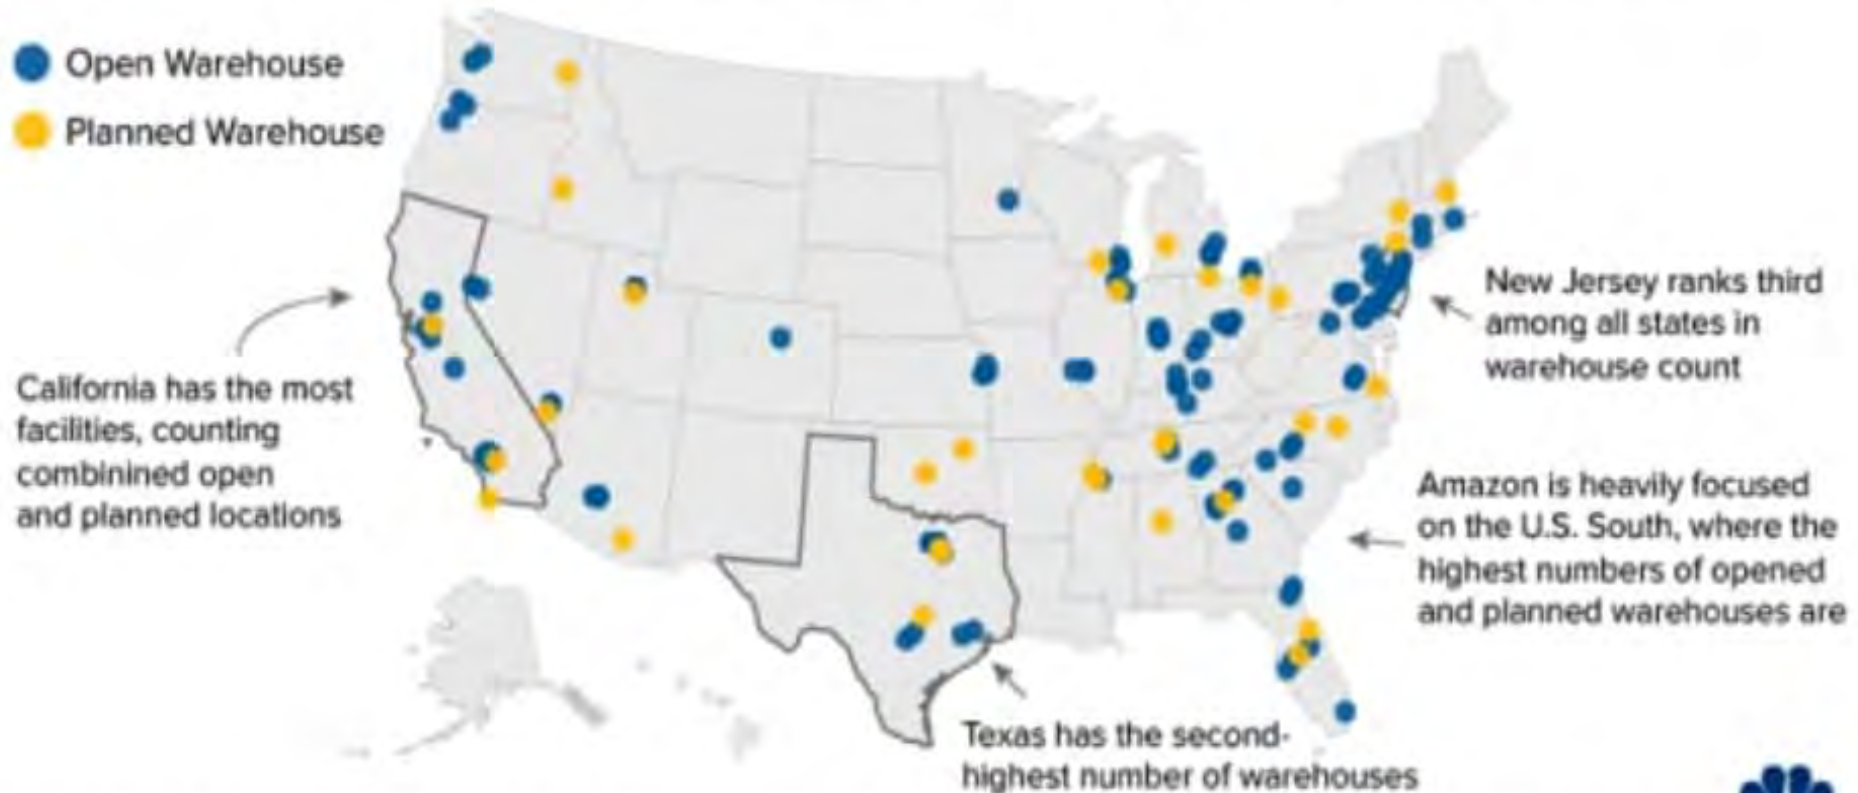 Open Warehouse
Planned Warehouse
California has the most
facilities, counting
combinined open
and planned locations
New Jersey ranks third
among all states in
warehouse count
Amazon is heavily focused
on the U.S. South, where the
highest numbers of opened
and planned warehouses are
Texas has the second-
highest number of warehouses